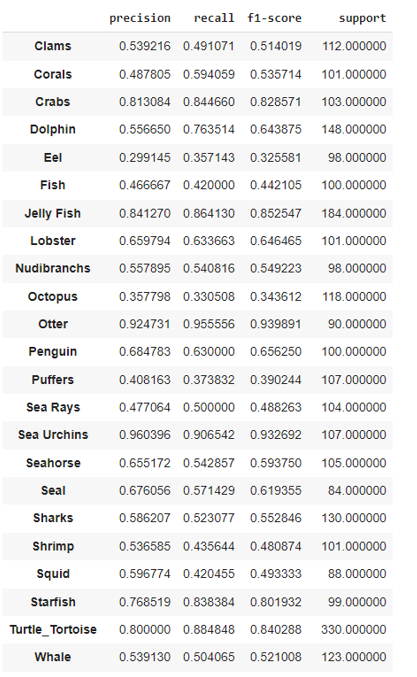 precision recall f1-score support
Clams 0.539216 0.491071 0.514019 112.000000
Corals 0.487805 0.594059 0.535714 101.000000
Crabs 0.813084 0.844660 0.828571 103.000000
Dolphin 0.556650 0.763514 0.643875 148.000000
Eel 0.299145 0.357143 0.325581 98.000000
Fish 0.466667 0.420000 0.442105 100.000000
Jelly Fish 0.841270 0.864130 0.852547 184.000000
Lobster 0.659794 0.633663 0.646465 101.000000
Nudibranchs 0.557895 0.540816 0.549223 98.000000
Octopus 0.357798 0.330508 0.343612 118.000000
Otter 0.924731 0.955556 0.939891 90.000000
Penguin 0.684783 0.630000 0.656250 100.000000
Puffers 0.408163 0.373832 0.390244 107.000000
Sea Rays 0.477064 0.500000 0.488263 104.000000
Sea Urchins 0.960396 0.906542 0.932692 107.000000
Seahorse 0.655172 0.542857 0.593750 105.000000
Seal 0.676056 0.571429 0.619355 84.000000
Sharks 0.586207 0.523077 0.552846 130.000000
Shrimp 0.536585 0.435644 0.480874 101.000000
Squid 0.596774 0.420455 0.493333 88.000000
Starfish 0.768519 0.838384 0.801932 99.000000
Turtle_Tortoise 0.800000 0.884848 0.840288 330.000000
Whale 0.539130 0.504065 0.521008 123.000000